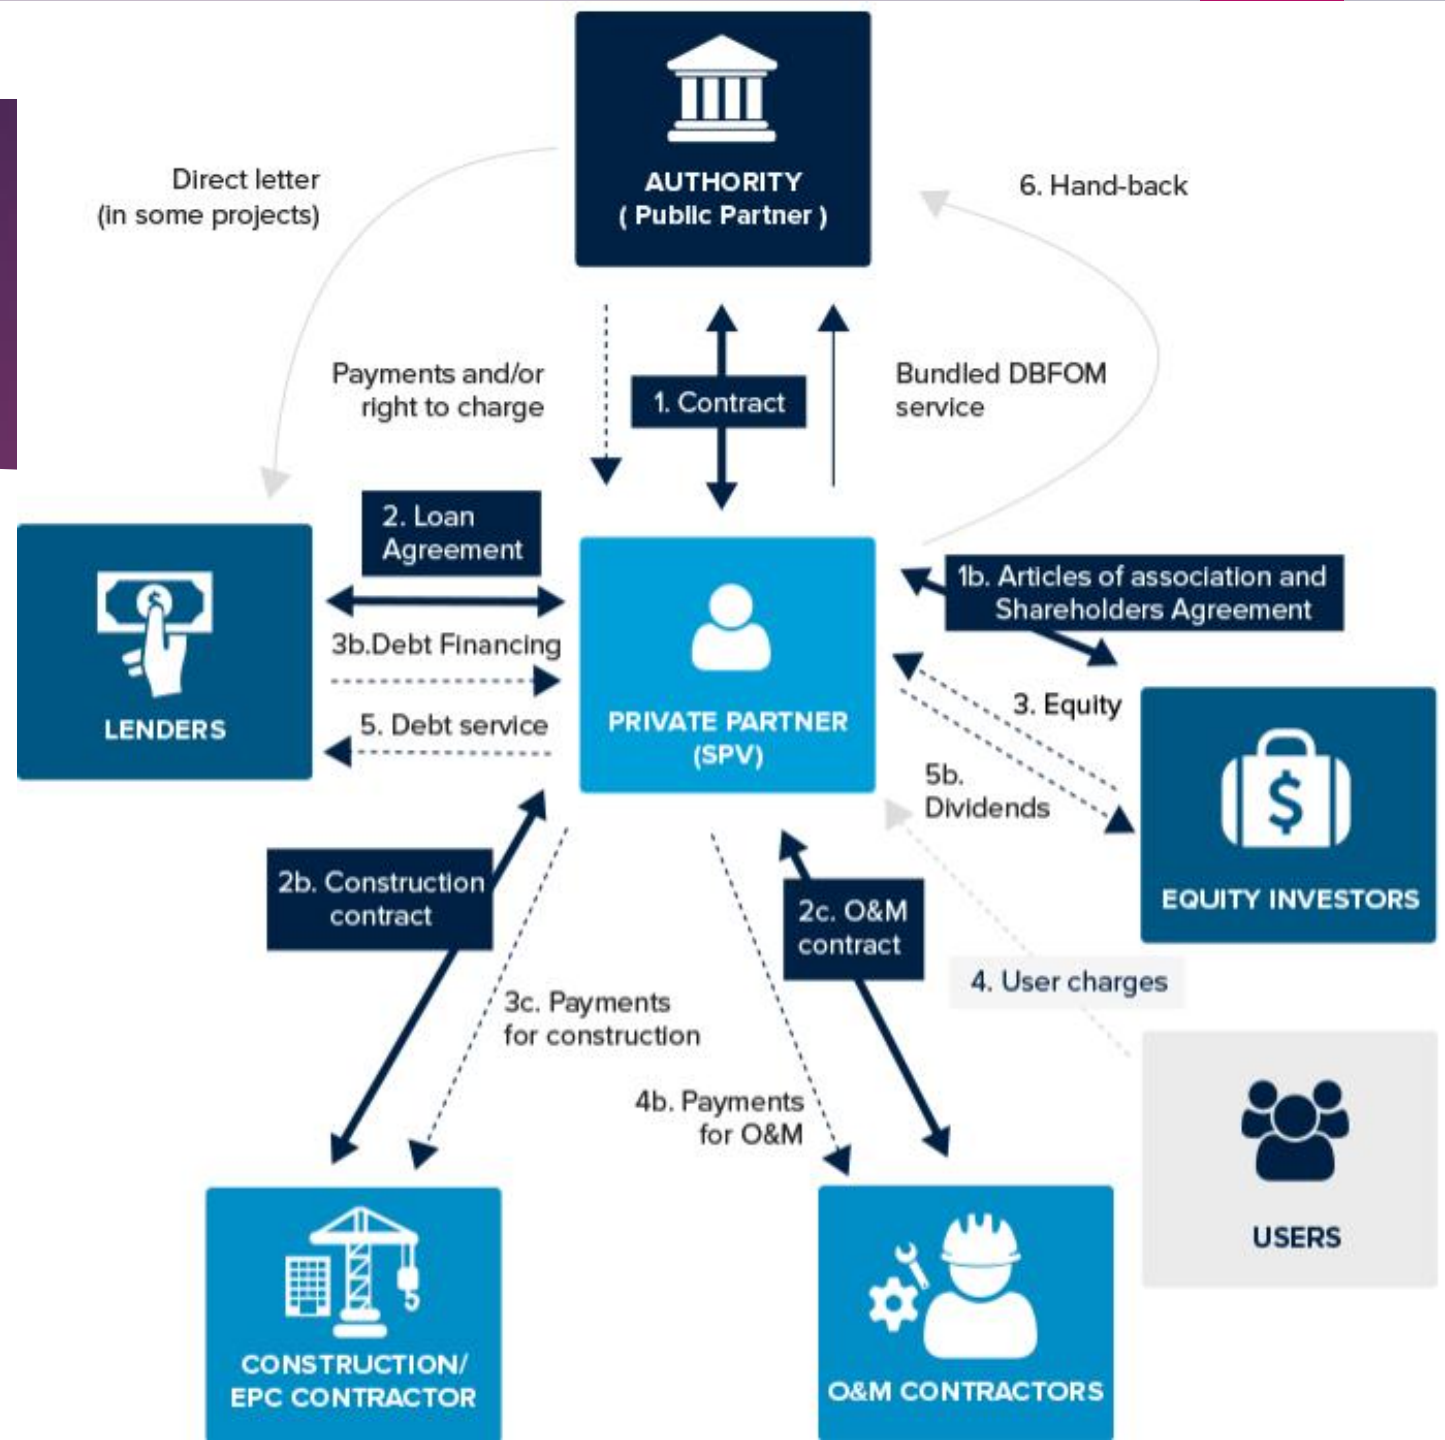 AUTHORITY
( Public Partner )
Direct letter
(in some projects)
6. Hand-back
Payments and/or
right to charge
1. Contract
Bundled DBFOM
service
2. Loan
Agreement
1b. Articles of association and
Shareholders Agreement
3b.Debt Financing
5. Debt service
LENDERS
PRIVATE PARTNER
(SPV)
3. Equity
5b.
Dividends
$
EQUITY INVESTORS
2b. Construction
contract
2c. O&M
contract
4. User charges
3c. Payments
for construction
4b. Payments
for O&M
USERS
CONSTRUCTION/
EPC CONTRACTOR
O&M CONTRACTORS